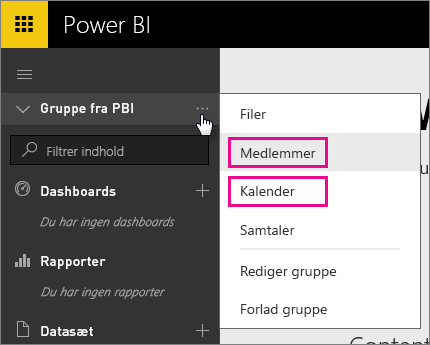 Power BI
Gruppe fra PBI
Filtrer indhold
Dashboards
Du har ingen dashboards
Rapporter
Du har ingen rapporter
Datasæt
Filer
Medlemmer
Kalender
Samtaler
Rediger gruppe
Forlad gruppe